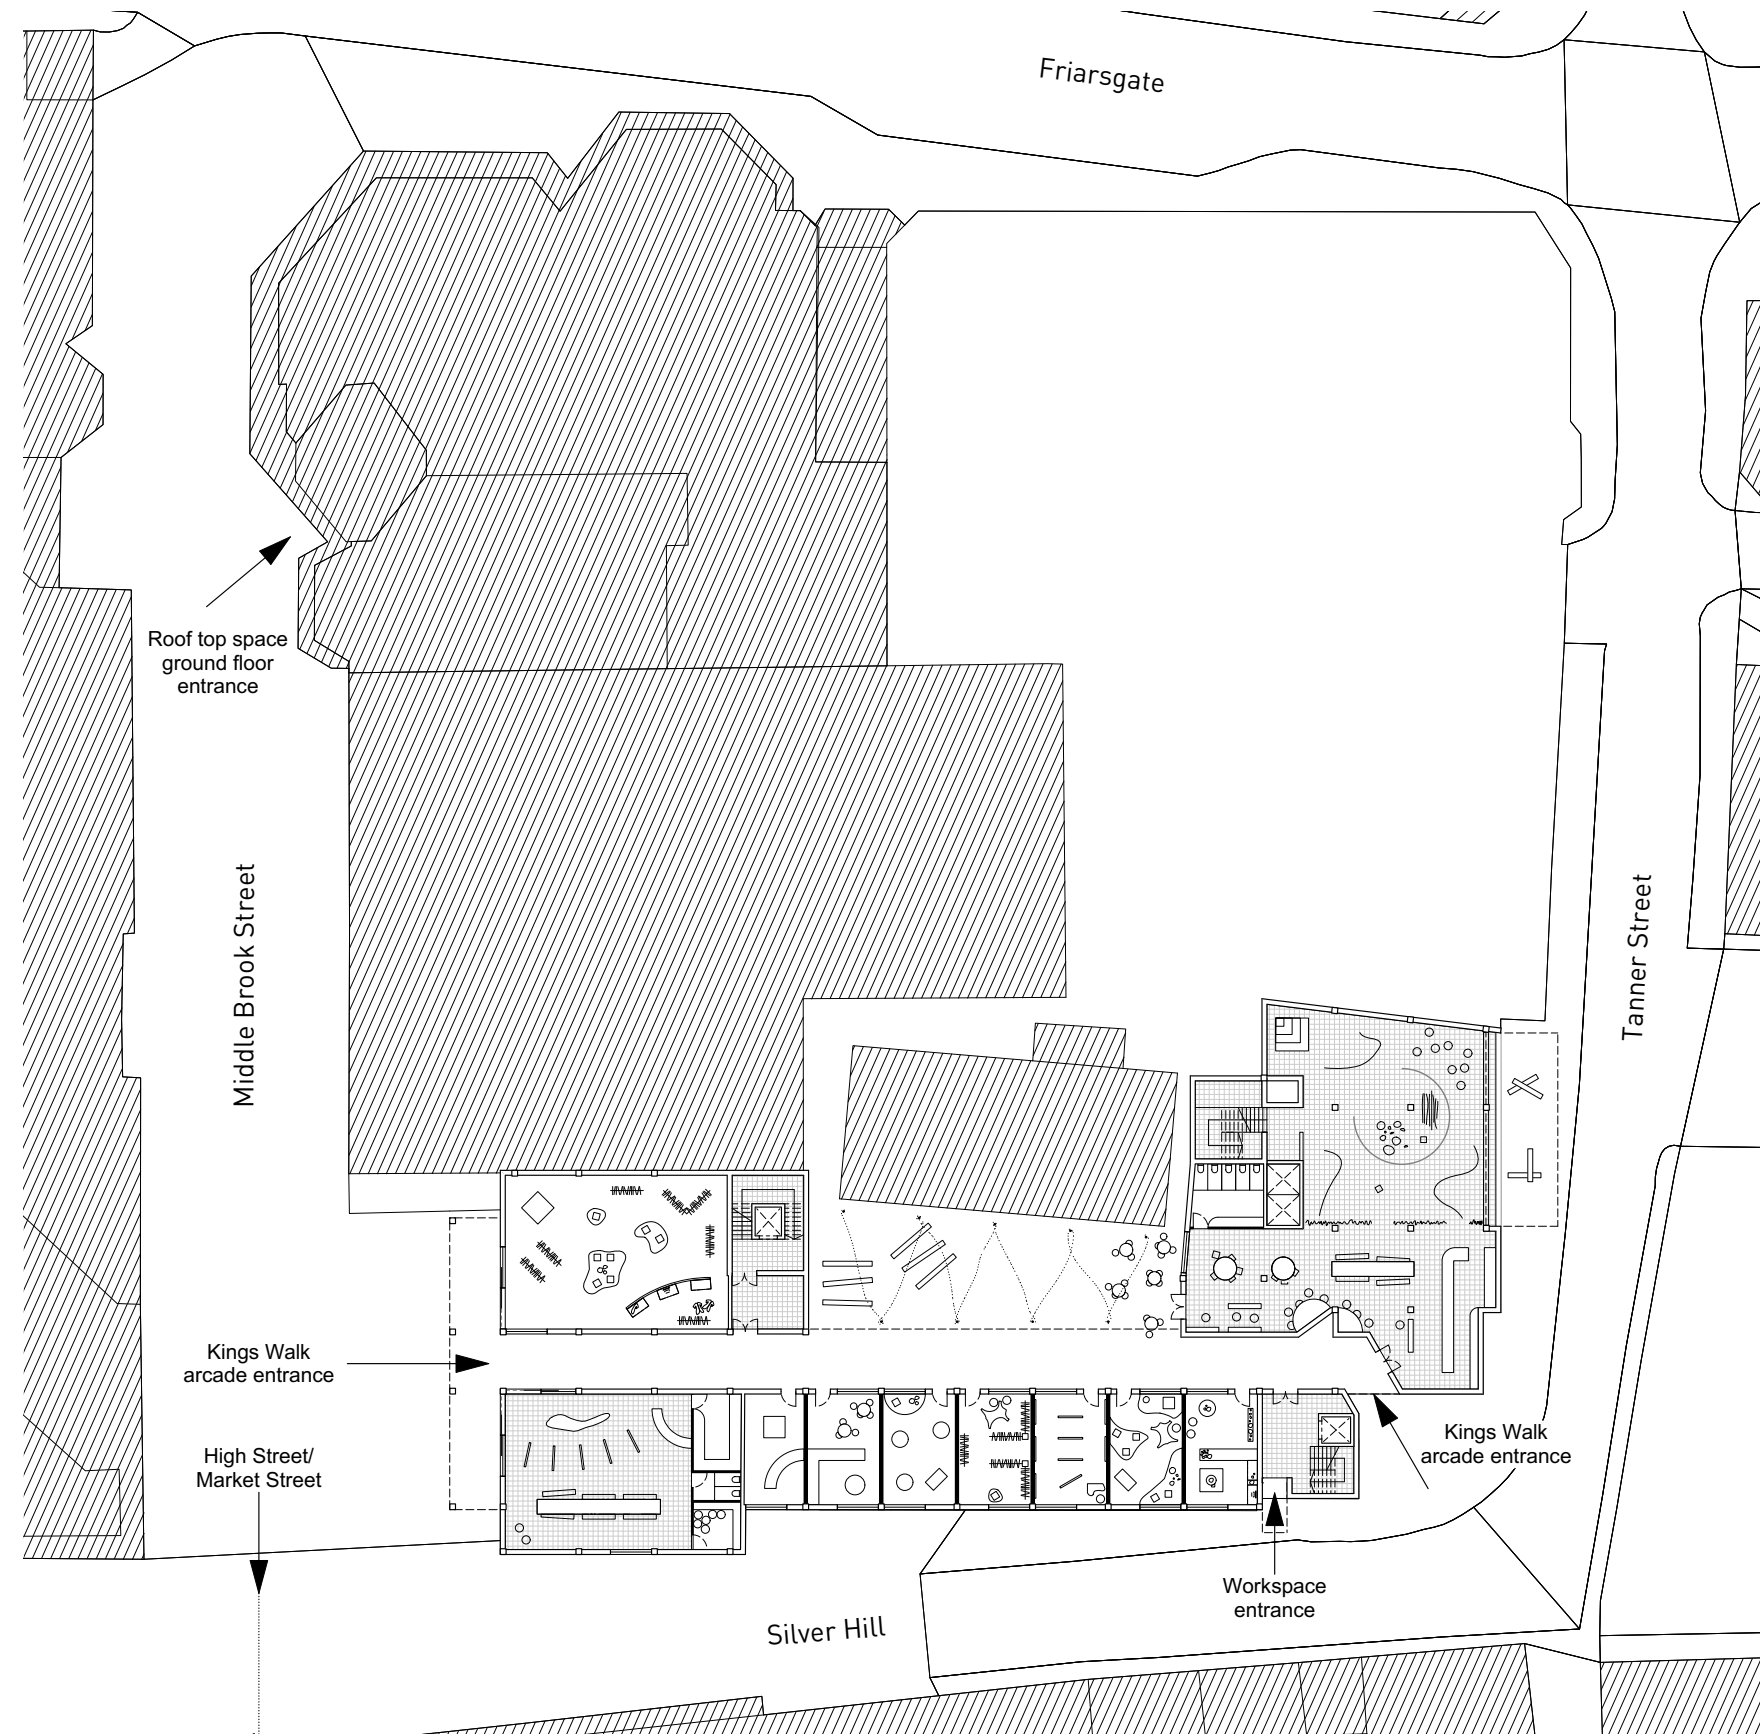 Friarsgate
Roof top space
ground floor
entrance
Middle Brook Street
Tanner Street
Kings Walk
arcade entrance
High Street/
Market Street
Kings Walk
arcade entrance
Workspace
entrance
Silver Hill